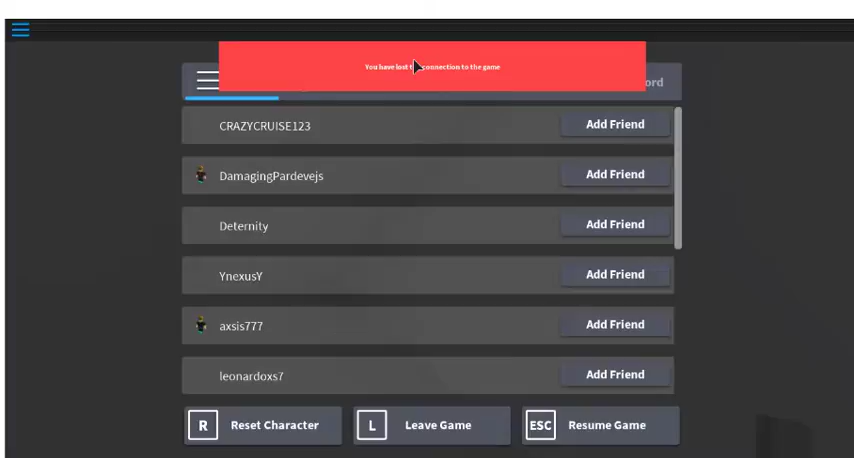 You have lost t connection to the game
ord
CRAZYCRUISE123
Add Friend
DamagingPardevejs
Add Friend
Deternity
Add Friend
YnexusY
Add Friend
axsis777
Add Friend
leonardoxs7
Add Friend
R Reset Character
L Leave Game
ESC Resume Game